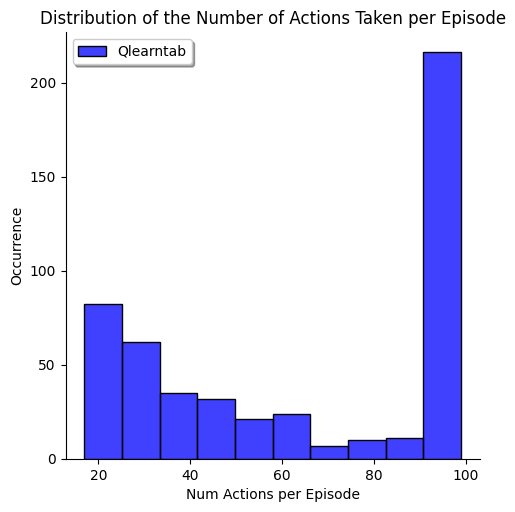 Distribution of the Number of Actions Taken per Episode
Qlearntab
200
150
100
50
0
Occurrence
20 40 60 80 100
Num Actions per Episode